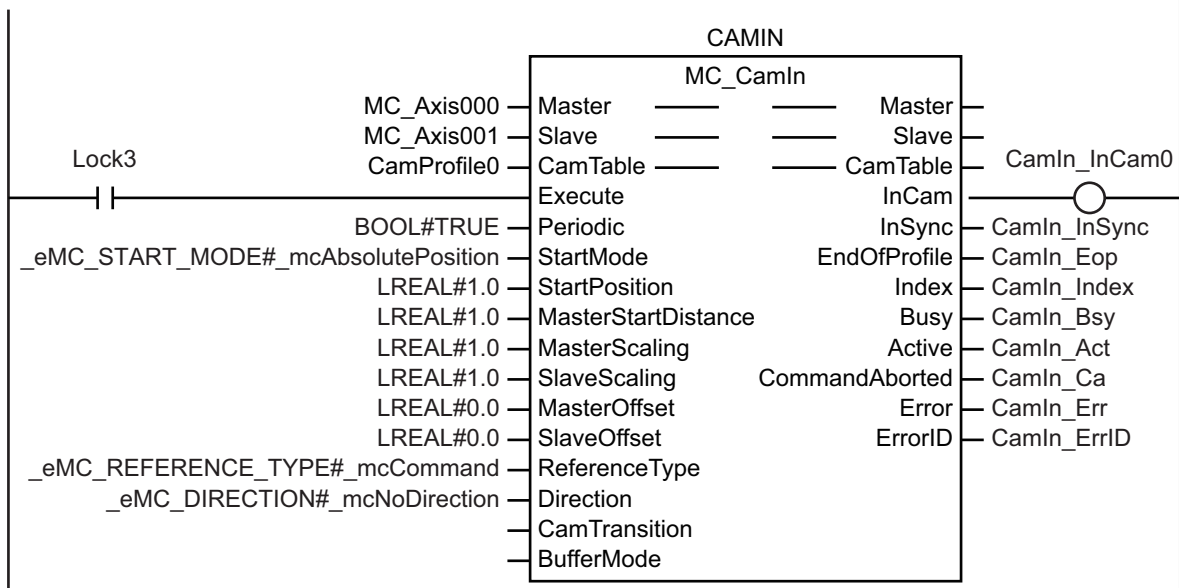 CAMIN
MC_CamIn
MC_Axis000 Master Master
MC_Axis001 Slave Slave
Lock3 CamProfile0 CamTable CamTable CamIn_InCam0
Execute InCam
BOOL#TRUE Periodic InSync CamIn_InSync
_eMC_START_MODE#_mcAbsolutePosition StartMode EndOfProfile CamIn_Eop
LREAL#1.0 StartPosition Index CamIn_Index
LREAL#1.0 MasterStartDistance Busy CamIn_Bsy
LREAL#1.0 MasterScaling Active CamIn_Act
LREAL#1.0 SlaveScaling CommandAborted CamIn_Ca
LREAL#0.0 MasterOffset Error CamIn_Err
LREAL#0.0 SlaveOffset ErrorID CamIn_ErrID
_eMC_REFERENCE_TYPE#_mcCommand ReferenceType
_eMC_DIRECTION#_mcNoDirection Direction
CamTransition
BufferMode